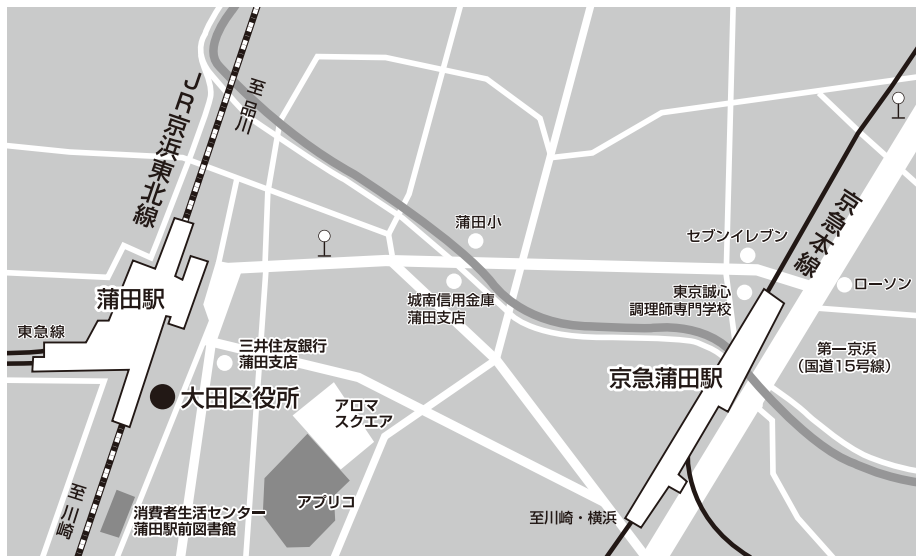 至 品川
JR京浜東北線
京急本線
蒲田小
セブンイレブン
ローソン
蒲田駅
城南信用金庫
蒲田支店
東京誠心
調理師専門学校
東急線
三井住友銀行
蒲田支店
第一京浜
（国道15号線）
京急蒲田駅
大田区役所
アロマ
スクエア
アプリコ
至 川崎
消費者生活センター
蒲田駅前図書館
至川崎・横浜